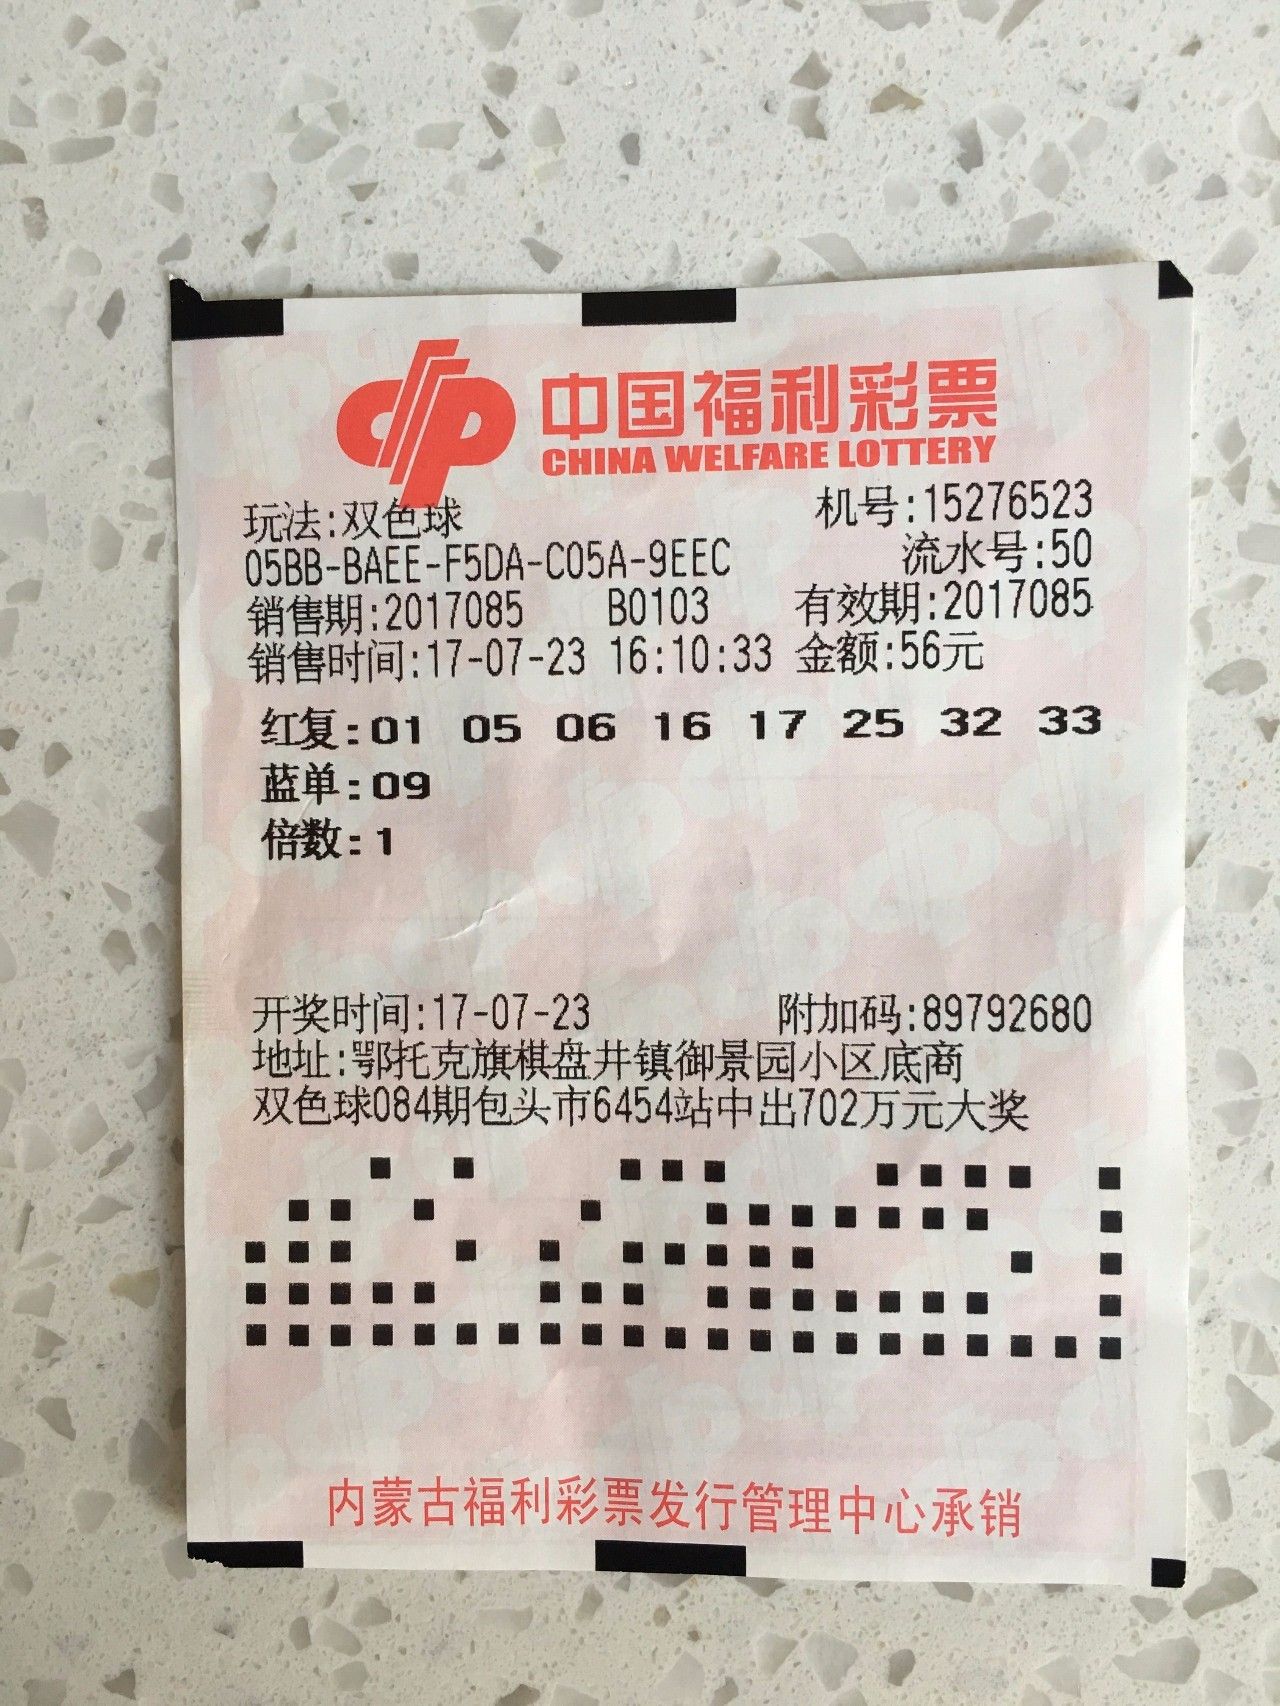 中国福利彩票
CHINA WELFARE LOTTERY
玩法:双色球 机号:15276523
05BB-BAEE-F5DA-C05A-9EEC 流水号:50
销售期:2017085 B0103 有效期:2017085
销售时间:17-07-23 16:10:33 金额:56元
红复:01 05 06 16 17 25 32 33
蓝单:09
倍数:1
开奖时间:17-07-23 附加码:89792680
地址:鄂托克旗棋盘井镇御景园小区底商
双色球084期包头市6454站中出702万元大奖
内蒙古福利彩票发行管理中心承销